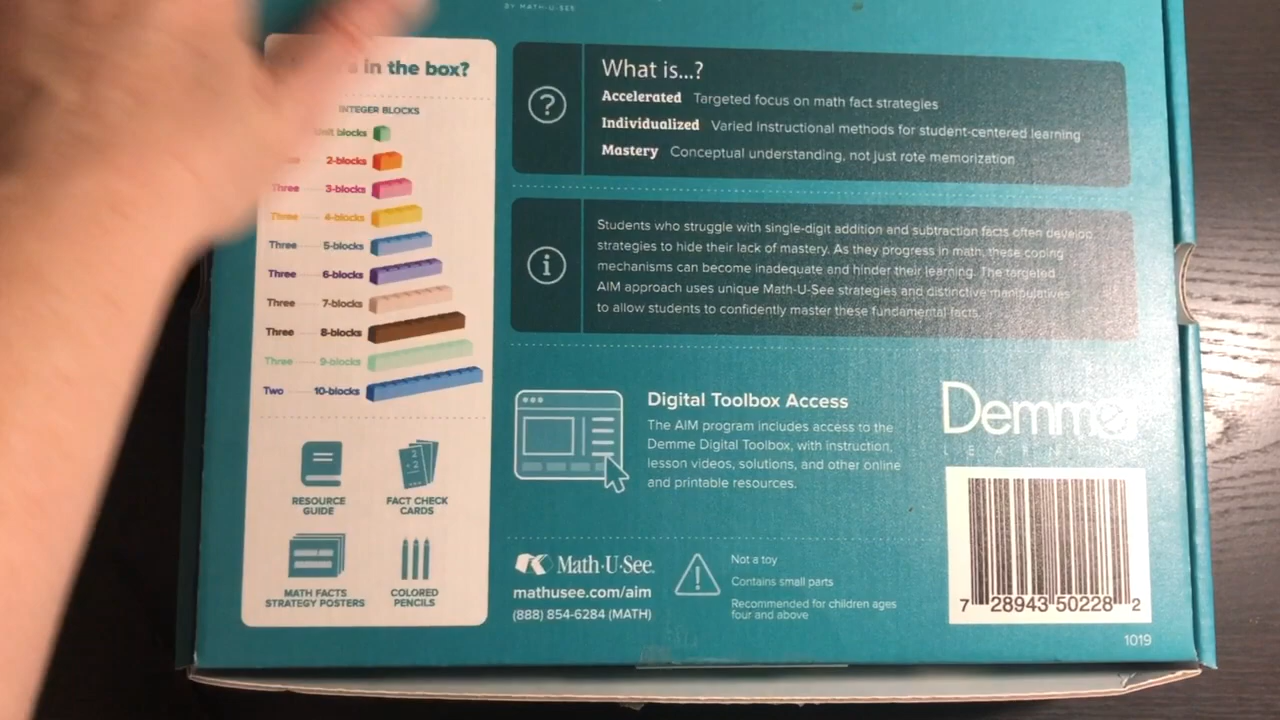 BY MATH-U-SEE
in the box?
INTEGER BLOCKS
blocks
2-blocks
Three 3-blocks
Three 4-blocks
Three 5-blocks
Three 6-blocks
Three 7-blocks
Three 8-blocks
Three 9-blocks
Two 10-blocks
RESOURCE
GUIDE
FACT CHECK
CARDS
MATH FACTS
STRATEGY POSTERS
COLORED
PENCILS
What is...?
Accelerated Targeted focus on math fact strategies
Individualized Varied instructional methods for student-centered learning
Mastery Conceptual understanding, not just rote memorization
Students who struggle with single-digit addition and subtraction facts often develop
strategies to hide their lack of mastery. As they progress in math, these coping
mechanisms can become inadequate and hinder their learning. The targeted
AIM approach uses unique Math-U-See strategies and distinctive manipulatives
to allow students to confidently master these fundamental facts.
Digital Toolbox Access
The AIM program includes access to the
Demme Digital Toolbox, with instruction,
lesson videos, solutions, and other online
and printable resources.
Demme
LEARNING
Math·U·See
mathusee.com/aim
(888) 854-6284 (MATH)
Not a toy
Contains small parts
Recommended for children ages
four and above
7 28943 50228 2
1019